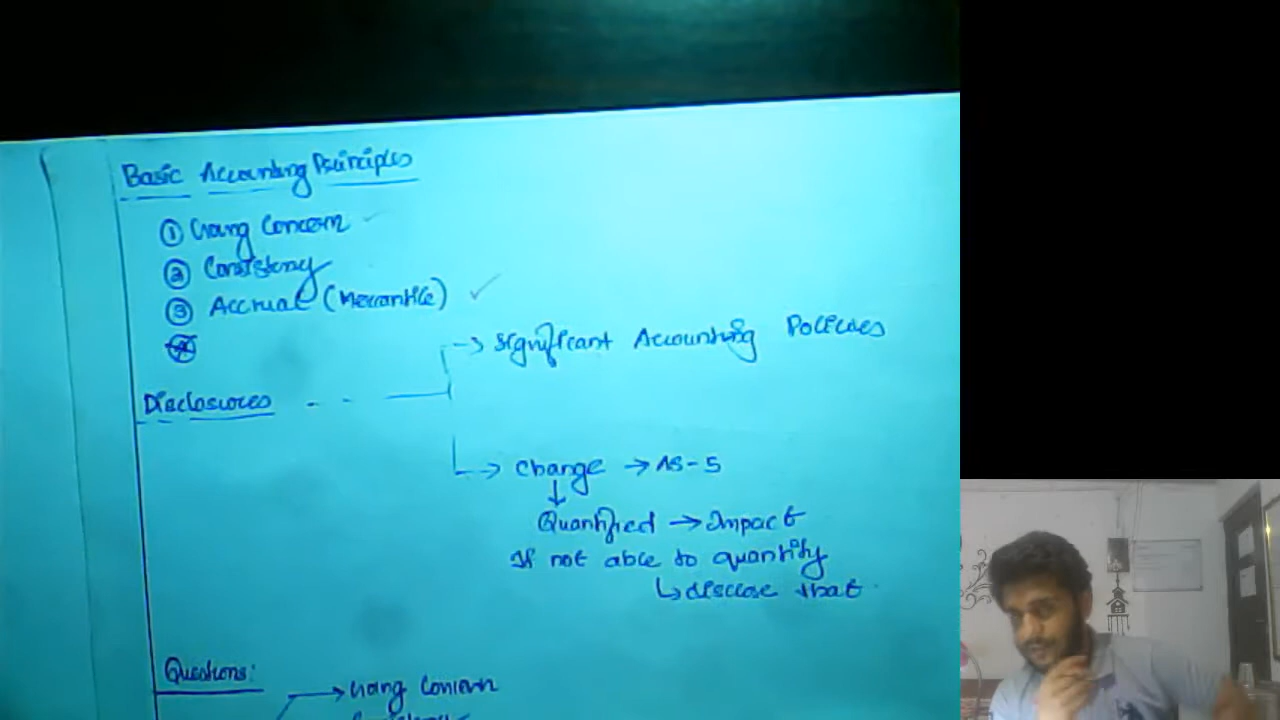 Basic Accounting Principles
① Going Concern ✓
② Consistency
③ Accrual (Mercantile) ✓
→ Significant Accounting Policies
Disclosures - - -
→ Change → AS-5
↓
Quantified → Impact
If not able to quantify
↳ disclose that
Questions:
→ Going Concern
Consistency